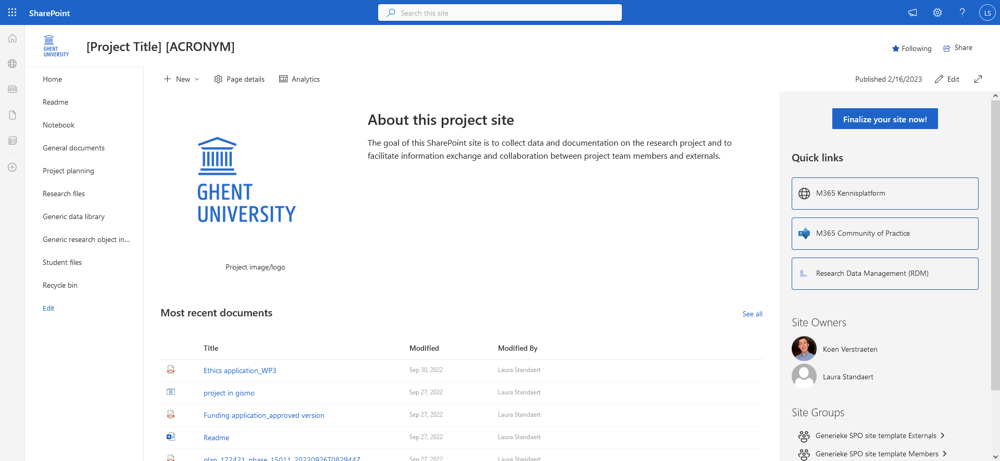 SharePoint
Search this site
LS
GHENT
UNIVERSITY
[Project Title] [ACRONYM]
Following
Share
Home
Readme
Notebook
General documents
Project planning
Research files
Generic data library
Generic research object in...
Student files
Recycle bin
Edit
New
Page details
Analytics
Published 2/16/2023
Edit
GHENT
UNIVERSITY
Project image/logo
About this project site
The goal of this SharePoint site is to collect data and documentation on the research project and to
facilitate information exchange and collaboration between project team members and externals.
Most recent documents
See all
Title Modified Modified By
Ethics application_WP3 Sep 30, 2022 Laura Standaert
project in gismo Sep 27, 2022 Laura Standaert
Funding application_approved version Sep 27, 2022 Laura Standaert
Readme Sep 27, 2022 Laura Standaert
plan_172421_phase_15011_20220926T082944Z Sep 27, 2022 Laura Standaert
Finalize your site now!
Quick links
M365 Kennisplatform
M365 Community of Practice
Research Data Management (RDM)
Site Owners
Koen Verstraeten
Laura Standaert
Site Groups
Generieke SPO site template Externals
Generieke SPO site template Members